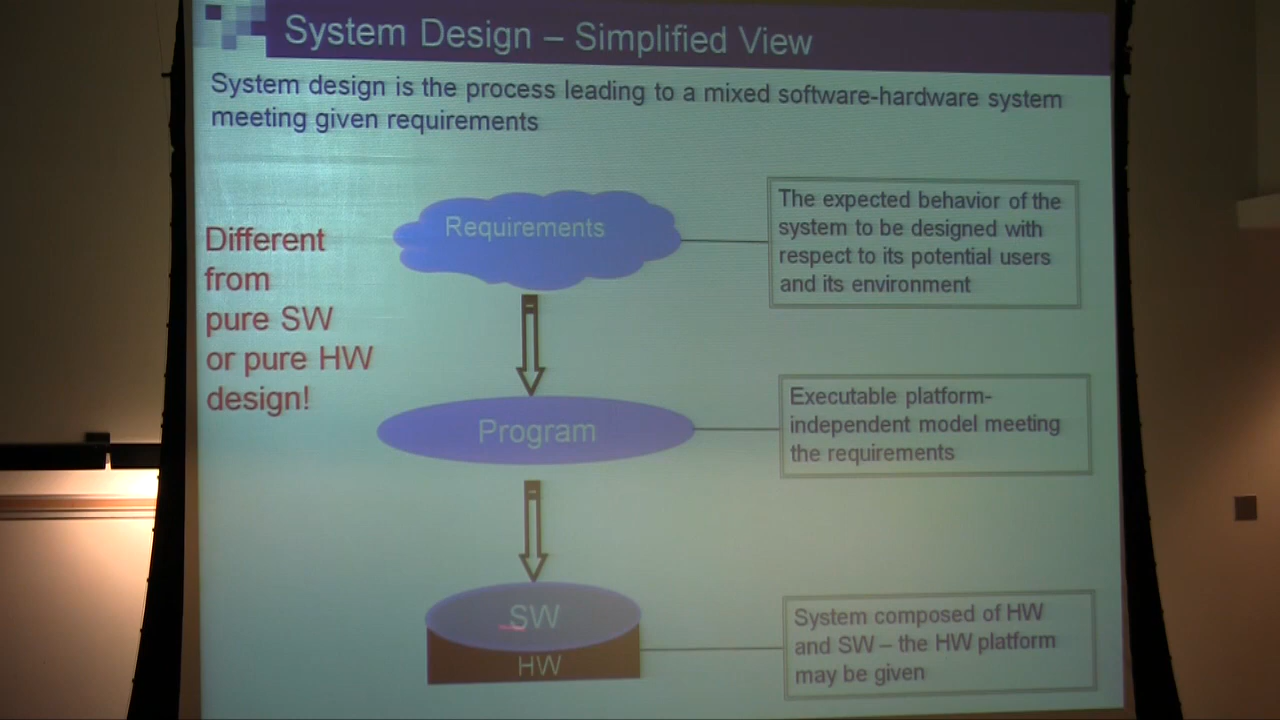 System Design – Simplified View
System design is the process leading to a mixed software-hardware system
meeting given requirements
Different
from
pure SW
or pure HW
design!
Requirements
The expected behavior of the
system to be designed with
respect to its potential users
and its environment
Program
Executable platform-
independent model meeting
the requirements
SW
HW
System composed of HW
and SW – the HW platform
may be given